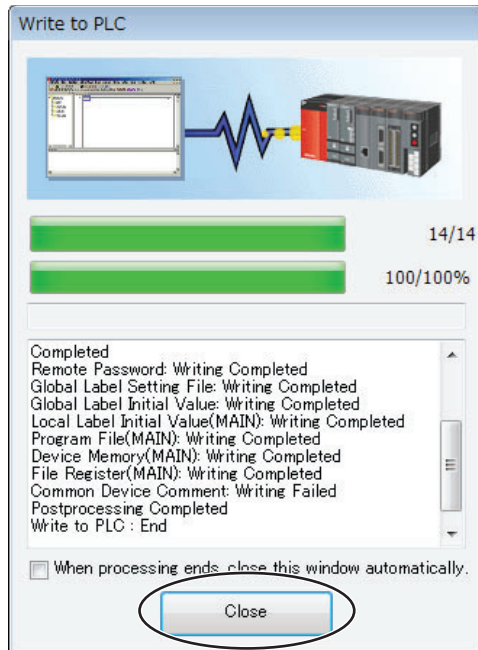 Write to PLC
14/14
100/100%
Completed
Remote Password: Writing Completed
Global Label Setting File: Writing Completed
Global Label Initial Value: Writing Completed
Local Label Initial Value(MAIN): Writing Completed
Program File(MAIN): Writing Completed
Device Memory(MAIN): Writing Completed
File Register(MAIN): Writing Completed
Common Device Comment: Writing Failed
Postprocessing Completed
Write to PLC : End
When processing ends, close this window automatically.
Close